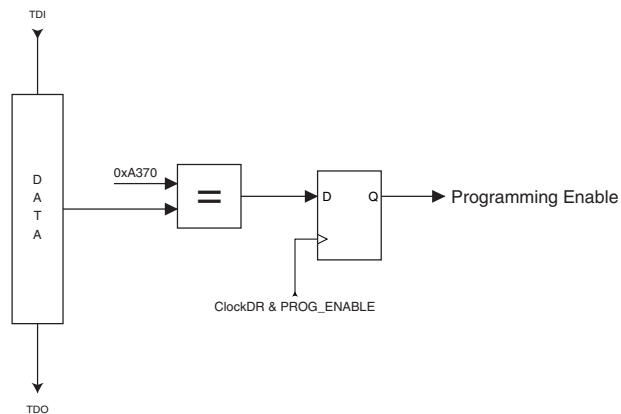 TDI
D
A
T
A
0xA370
=
D Q
Programming Enable
ClockDR & PROG_ENABLE
TDO